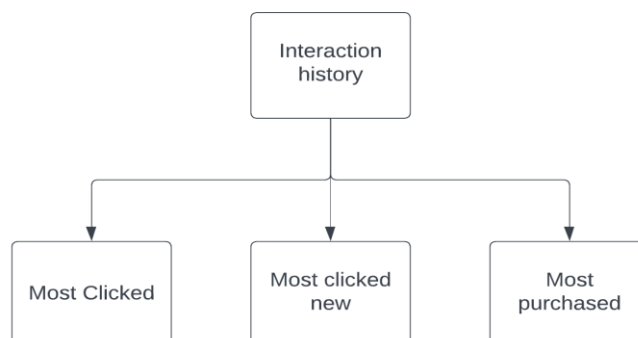 Interaction
history
Most Clicked
Most clicked
new
Most
purchased